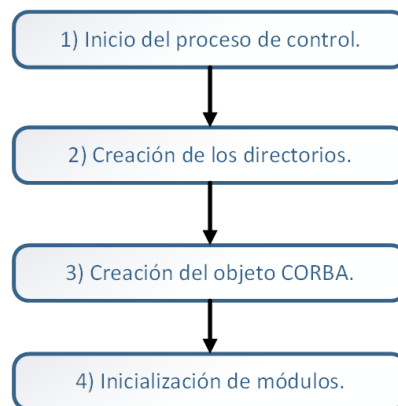 1) Inicio del proceso de control.
2) Creación de los directorios.
3) Creación del objeto CORBA.
4) Inicialización de módulos.